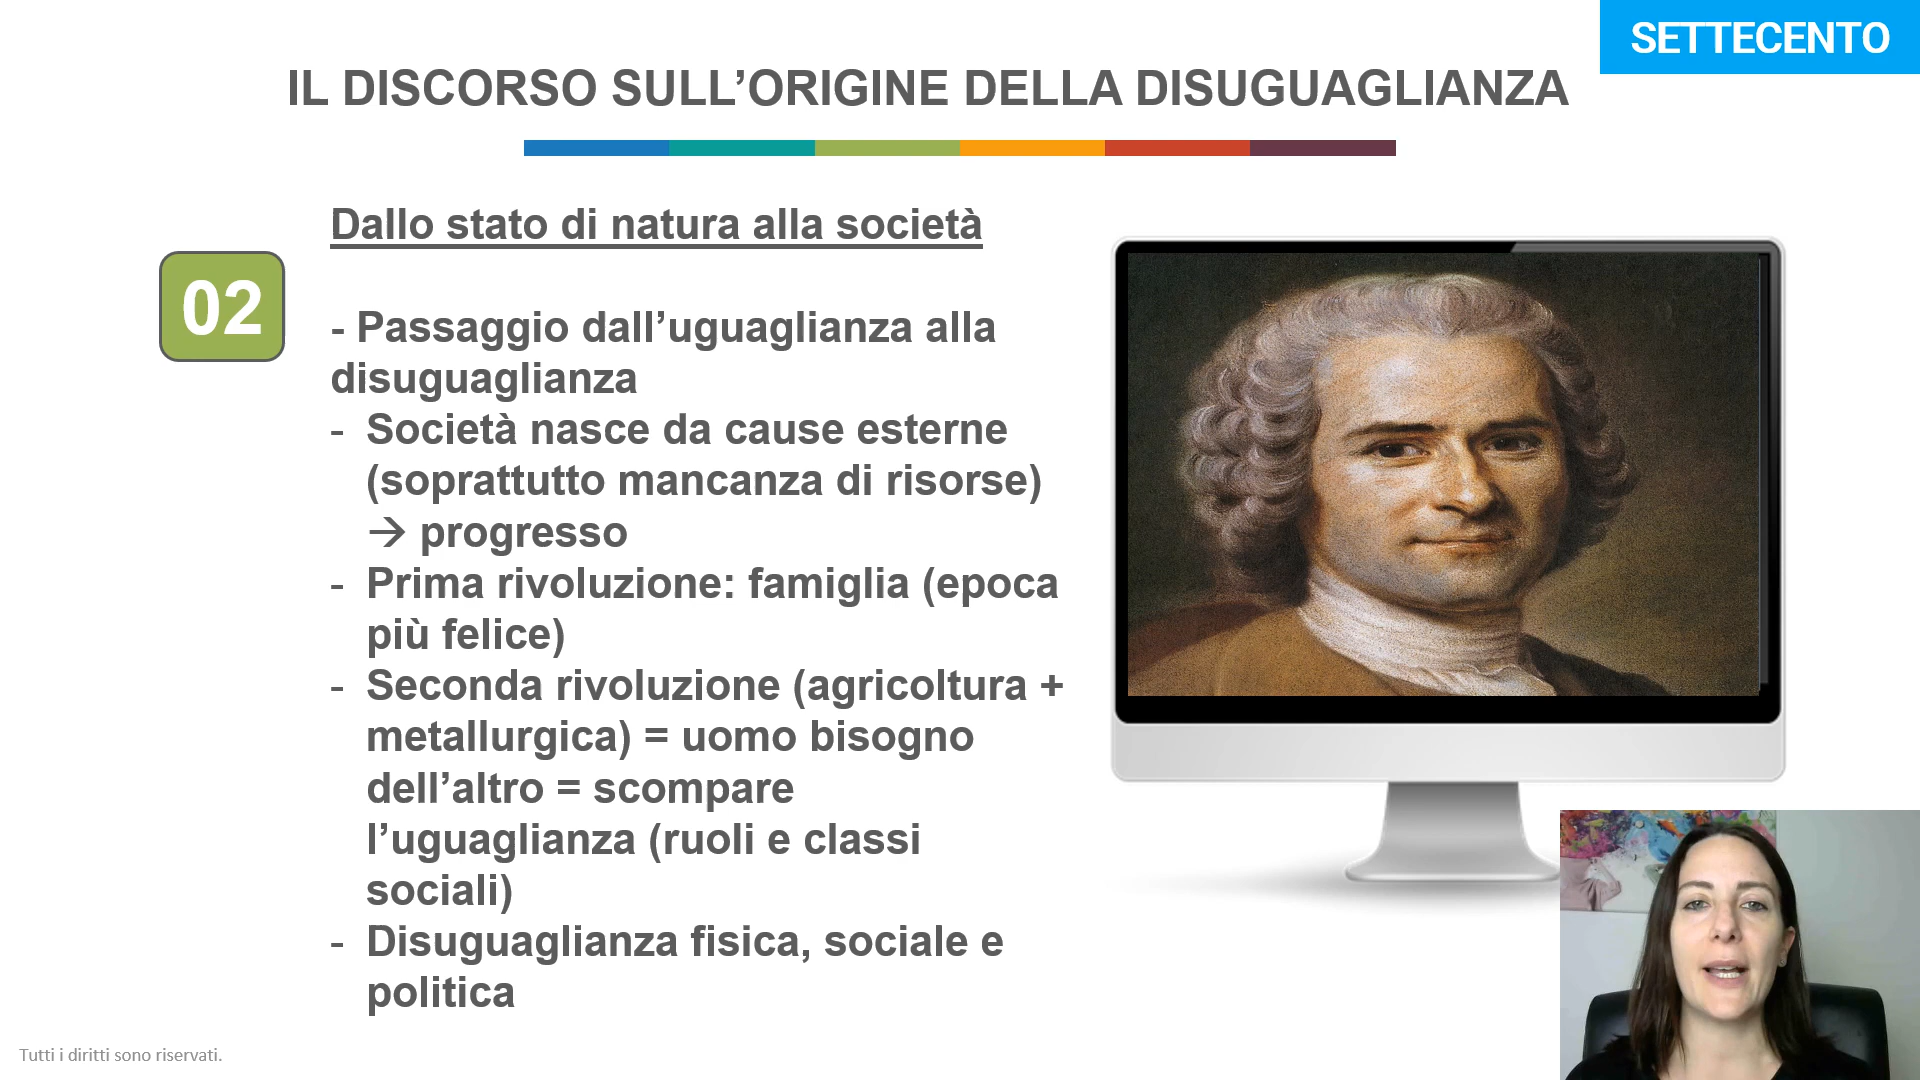 SETTECENTO
IL DISCORSO SULL’ORIGINE DELLA DISUGUAGLIANZA
Dallo stato di natura alla società
02
- Passaggio dall’uguaglianza alla
disuguaglianza
- Società nasce da cause esterne
(soprattutto mancanza di risorse)
→ progresso
- Prima rivoluzione: famiglia (epoca
più felice)
- Seconda rivoluzione (agricoltura +
metallurgica) = uomo bisogno
dell’altro = scompare
l’uguaglianza (ruoli e classi
sociali)
- Disuguaglianza fisica, sociale e
politica
Tutti i diritti sono riservati.